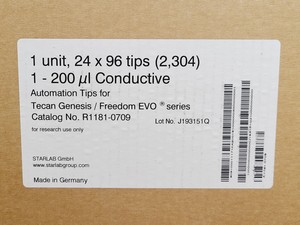 1 unit, 24 x 96 tips (2,304)
1 - 200 µl Conductive
Automation Tips for
Tecan Genesis / Freedom EVO ® series
Catalog No. R1181-0709
Lot No. J193151Q
for research use only
STARLAB GmbH
www.starlabgroup.com
Made in Germany